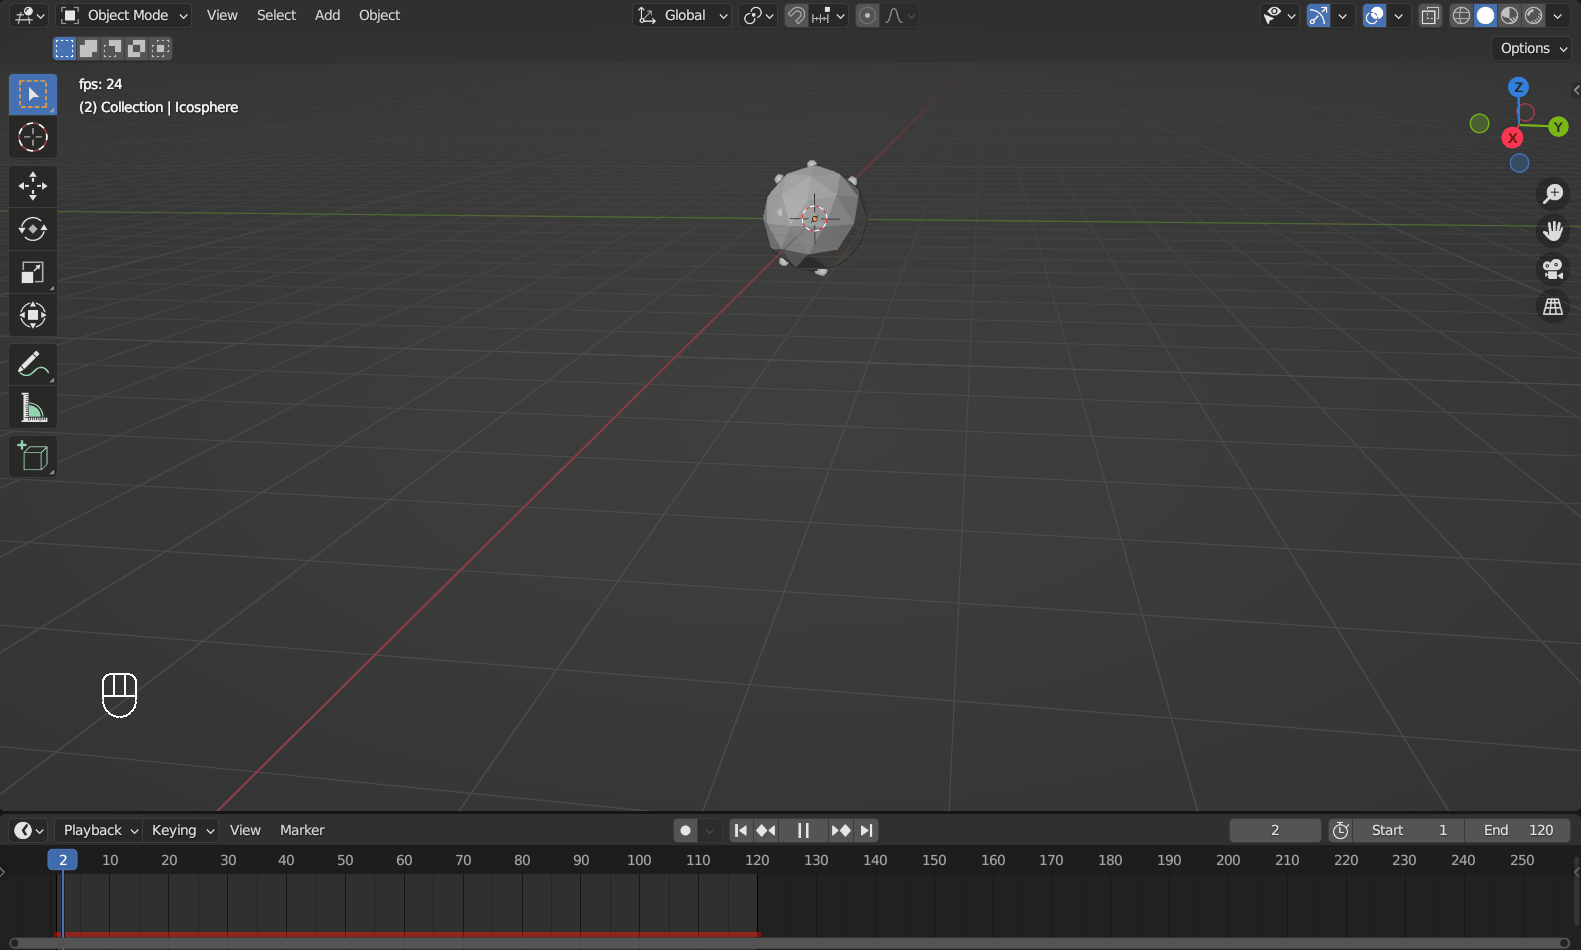 Object Mode View Select Add Object Global
Options
fps: 24
(2) Collection | Icosphere
Z
Y
X
Playback Keying View Marker 2 Start 1 End 120
2 10 20 30 40 50 60 70 80 90 100 110 120 130 140 150 160 170 180 190 200 210 220 230 240 250